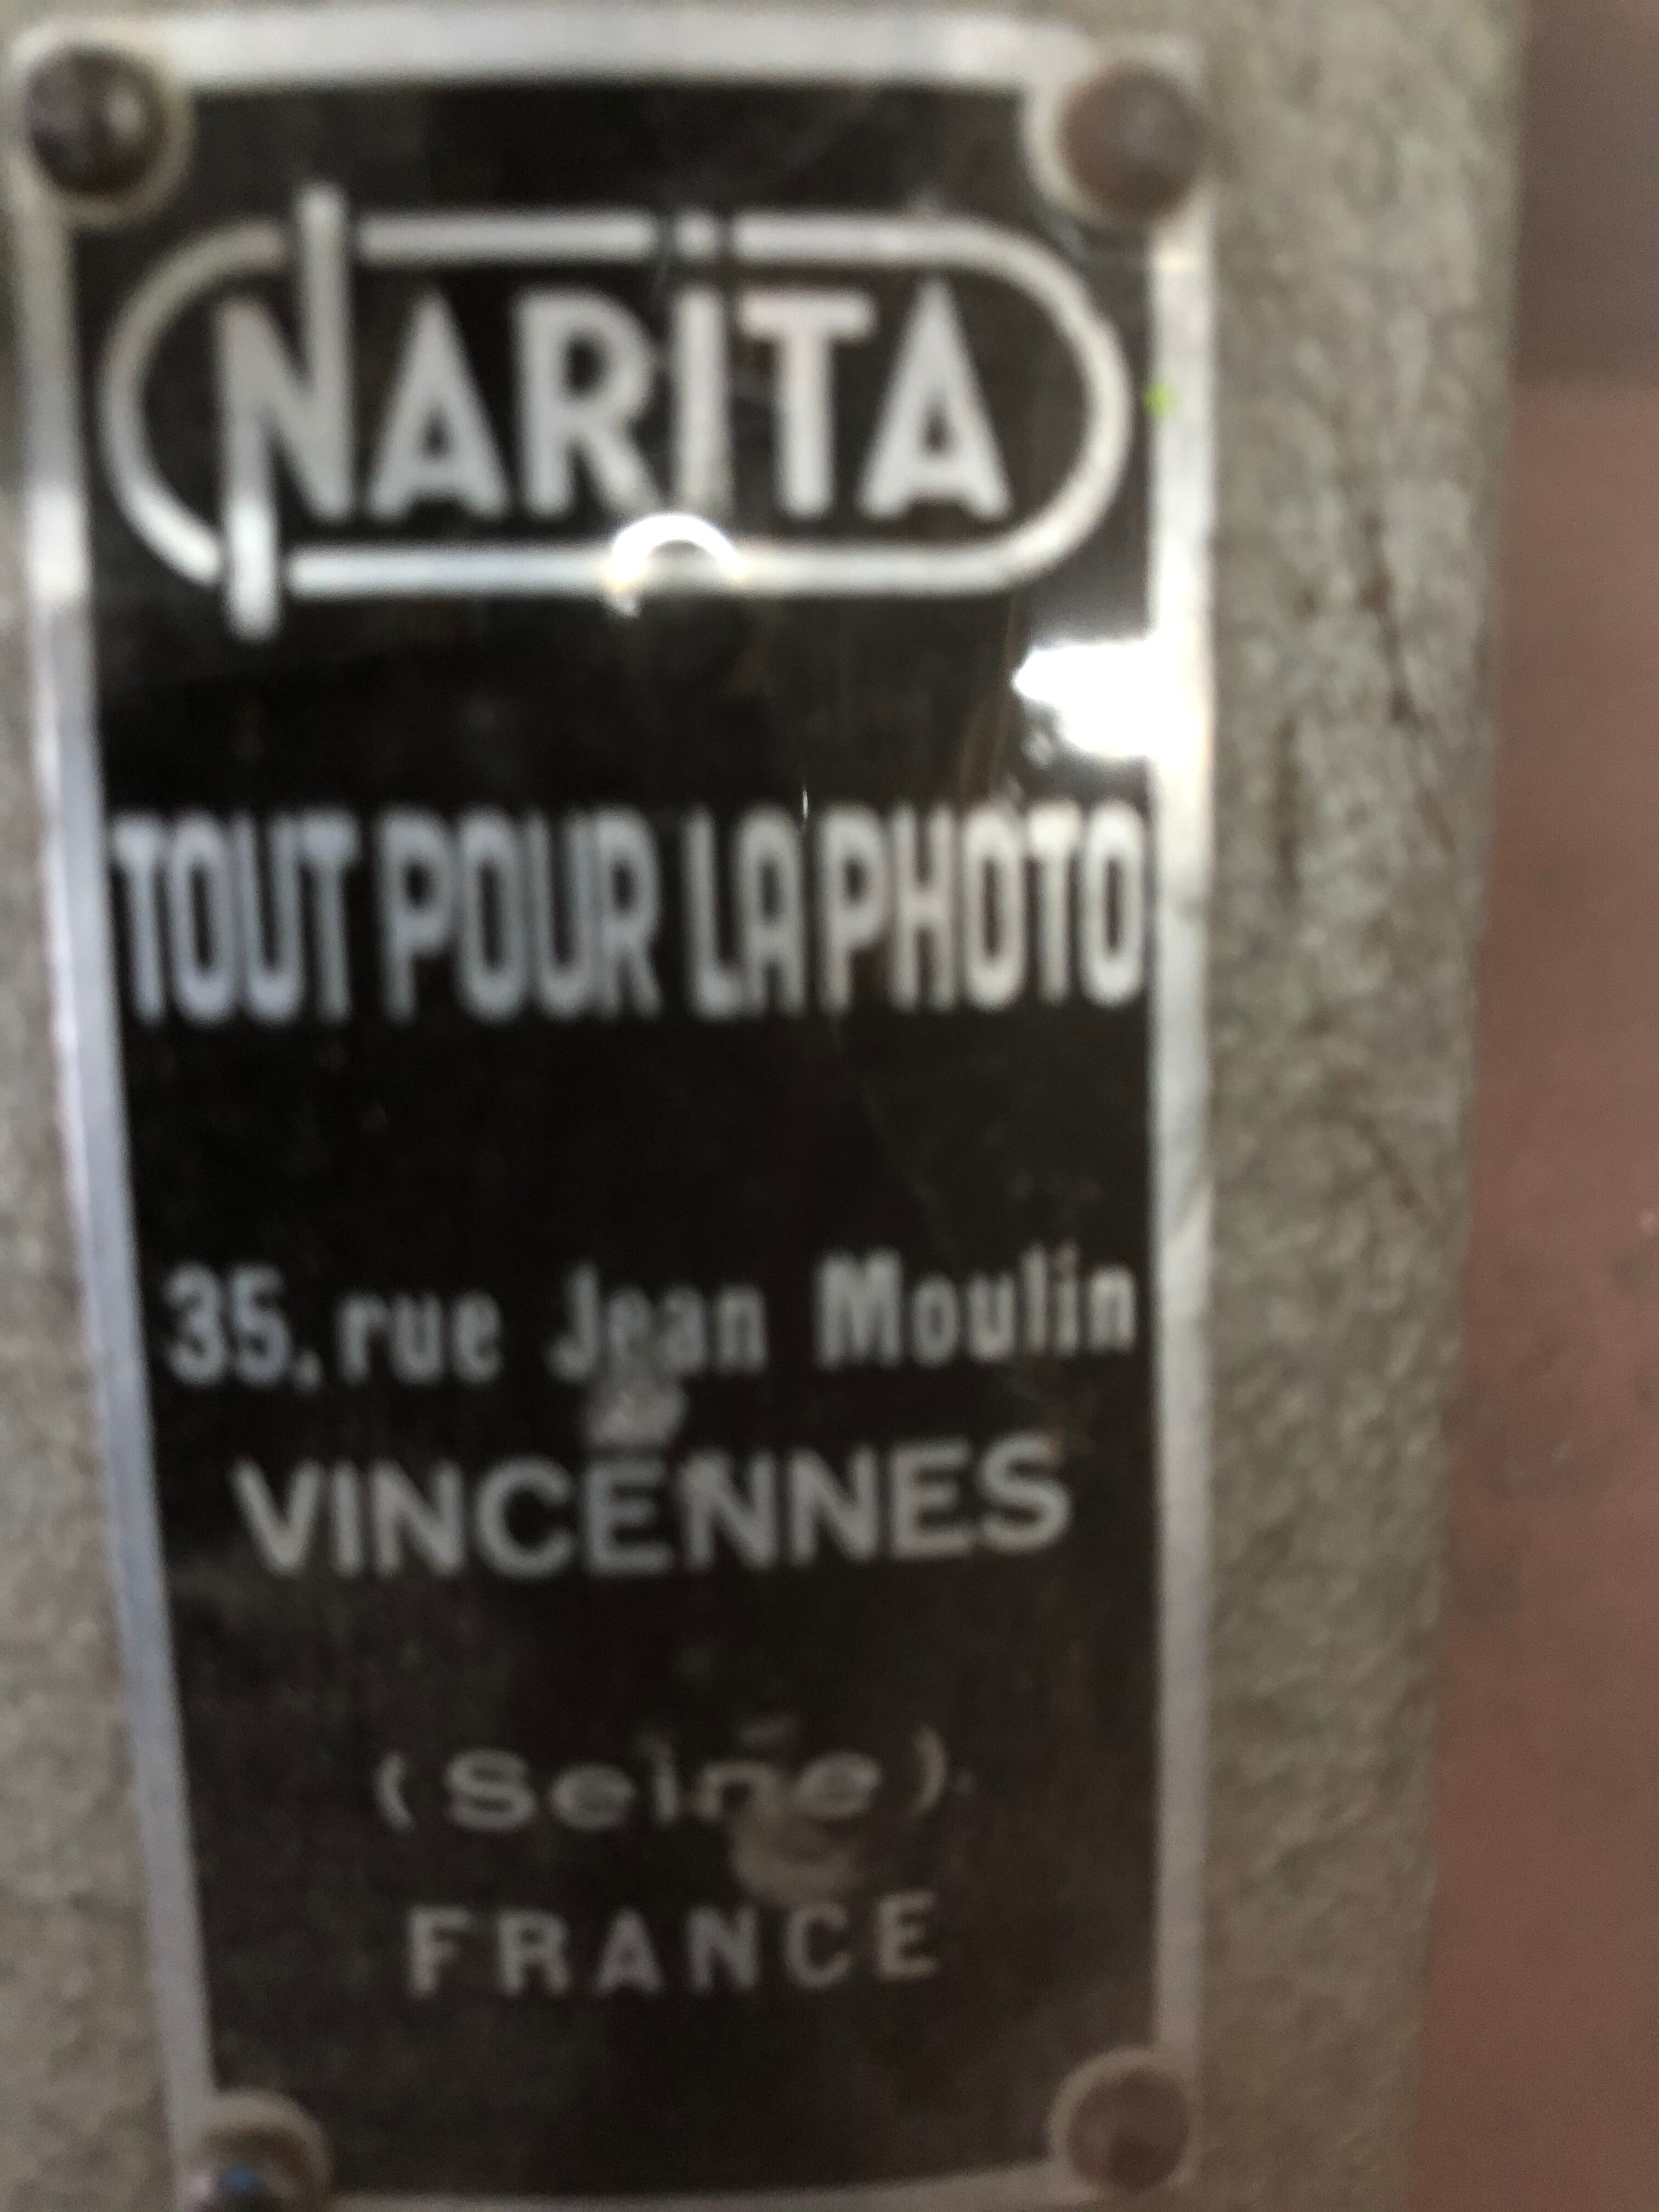 NARITA
TOUT POUR LA PHOTO
35, rue Jean Moulin
VINCENNES
(Seine)
FRANCE